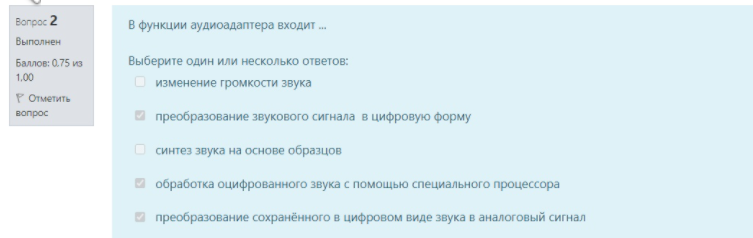 Вопрос 2
Выполнен
Баллов: 0,75 из
1,00
Отметить
вопрос
В функции аудиоадаптера входит ...
Выберите один или несколько ответов:
изменение громкости звука
преобразование звукового сигнала в цифровую форму
синтез звука на основе образцов
обработка оцифрованного звука с помощью специального процессора
преобразование сохранённого в цифровом виде звука в аналоговый сигнал